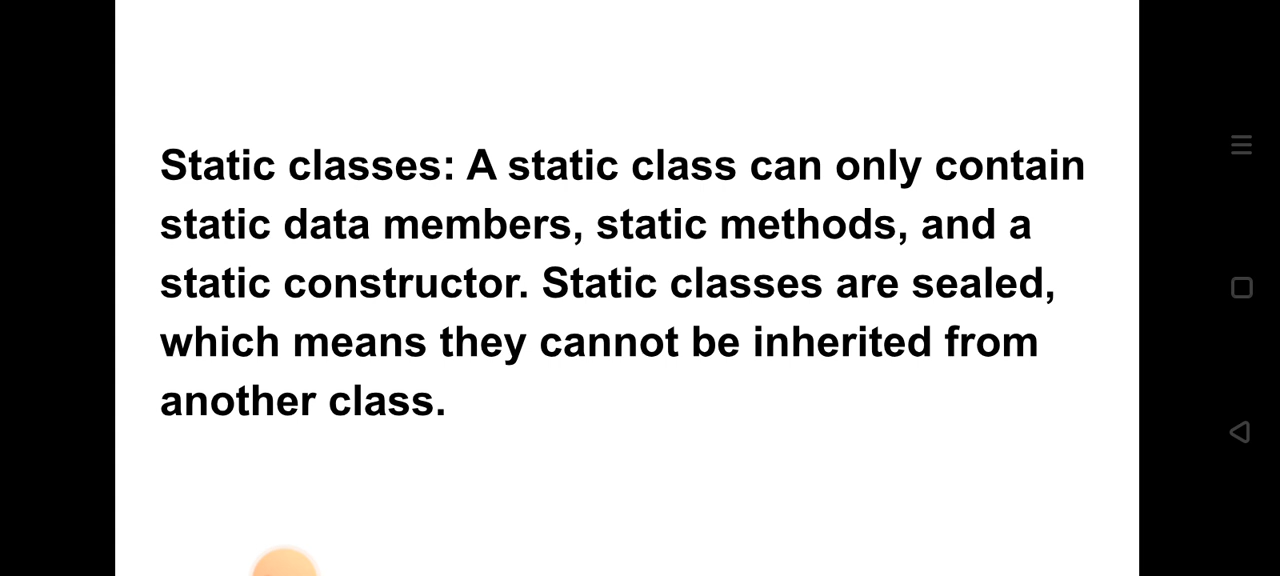 Static classes: A static class can only contain
static data members, static methods, and a
static constructor. Static classes are sealed,
which means they cannot be inherited from
another class.